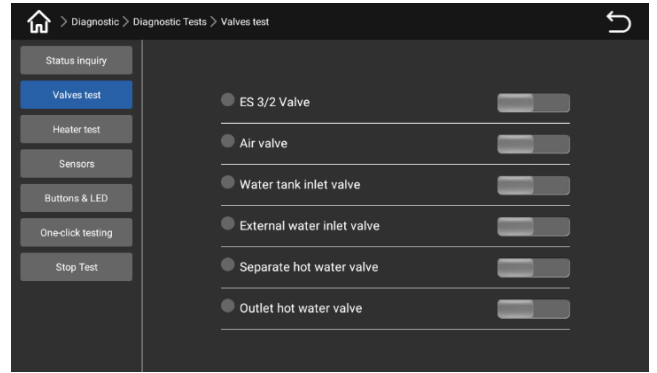 > Diagnostic > Diagnostic Tests > Valves test
Status inquiry
Valves test
Heater test
Sensors
Buttons & LED
One-click testing
Stop Test
ES 3/2 Valve
Air valve
Water tank inlet valve
External water inlet valve
Separate hot water valve
Outlet hot water valve